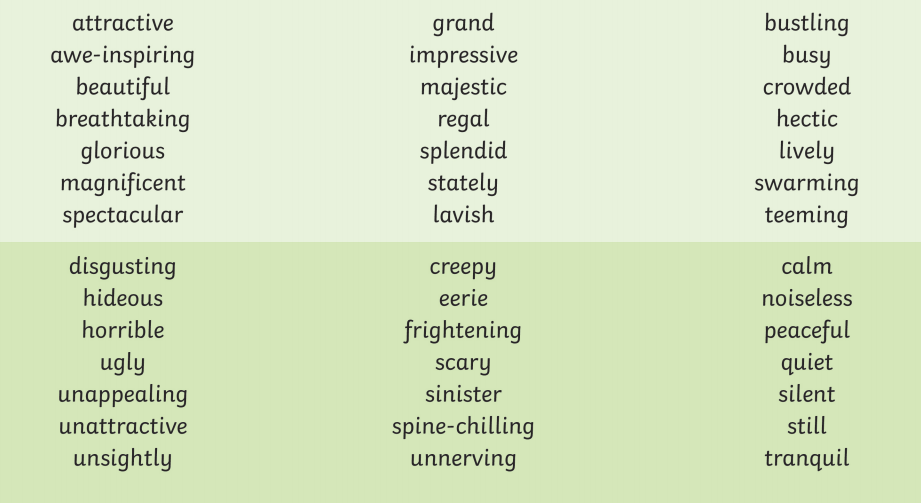 attractive
awe-inspiring
beautiful
breathtaking
glorious
magnificent
spectacular
grand
impressive
majestic
regal
splendid
stately
lavish
bustling
busy
crowded
hectic
lively
swarming
teeming
disgusting
hideous
horrible
ugly
unappealing
unattractive
unsightly
creepy
eerie
frightening
scary
sinister
spine-chilling
unnerving
calm
noiseless
peaceful
quiet
silent
still
tranquil